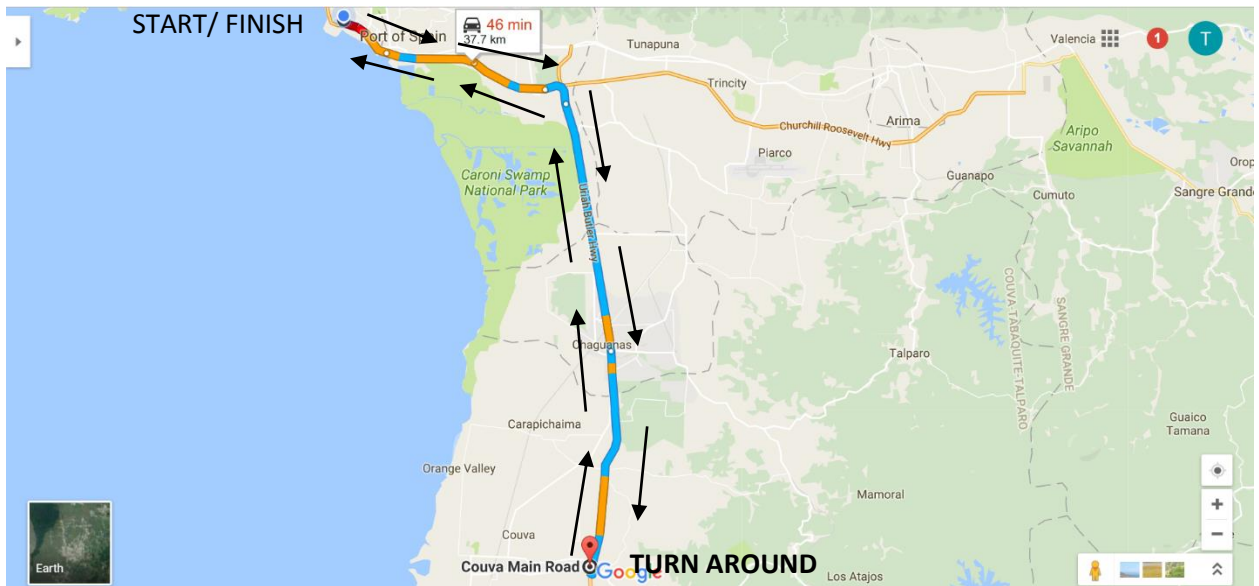 START/ FINISH
Port of Spain
46 min
37.7 km
Tunapuna
Valencia
1
T
Trincity
Churchill Roosevelt Hwy
Arima
Aripo
Savannah
Piarco
Caroni Swamp
National Park
Guanapo
Cumuto
Orop
Sangre Grande
Uriah Butler Hwy
COUVA-TABAQUITE-TALPARO
SANGRE GRANDE
Chaguanas
Talparo
Carapichaima
Guaico
Tamana
Orange Valley
Mamoral
Couva
Earth
Couva Main Road
Google
TURN AROUND
Los Atajos